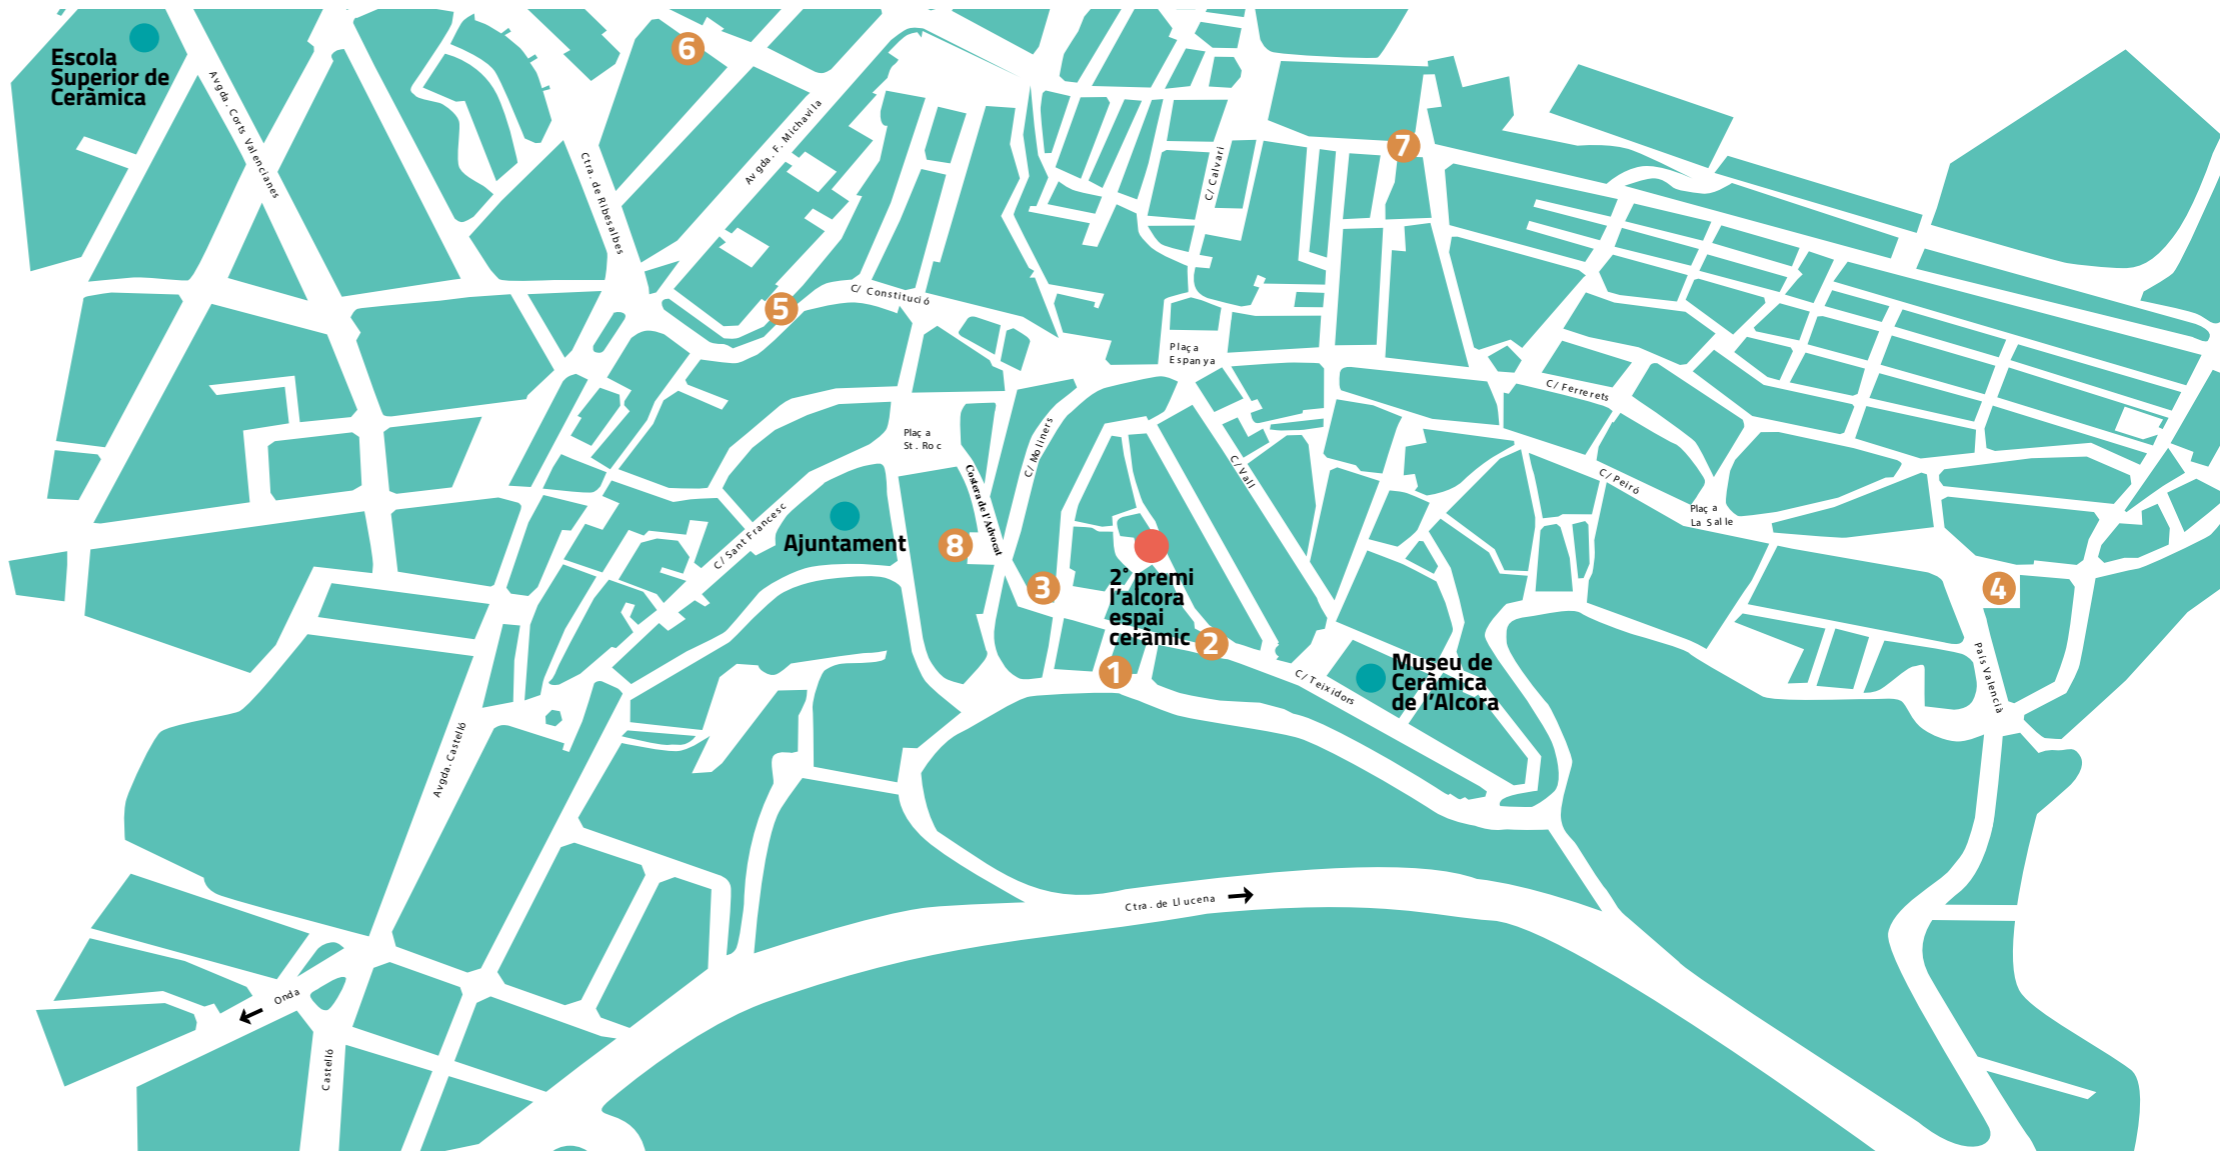 6
Escola
Superior de
Ceràmica
Avgda. Corts Valencianes
Avgda. F. Michavila
7
Ctra. de Ribesalbes
C/ Calvari
5
C/ Constitució
Plaça
Espanya
C/ Ferrerets
Plaça
St. Roc
C/ Moliners
Costera de l'Advocat
C/ Vall
C/ Peiró
Plaça
La Salle
C/ Sant Francesc
Ajuntament
8
3
2º premi
l'alcora
espai
ceràmic
4
2
1
Museu de
Ceràmica
de l'Alcora
C/ Teixidors
País Valencià
Avgda. Castelló
Ctra. de Llucena →
Onda
←
Castelló